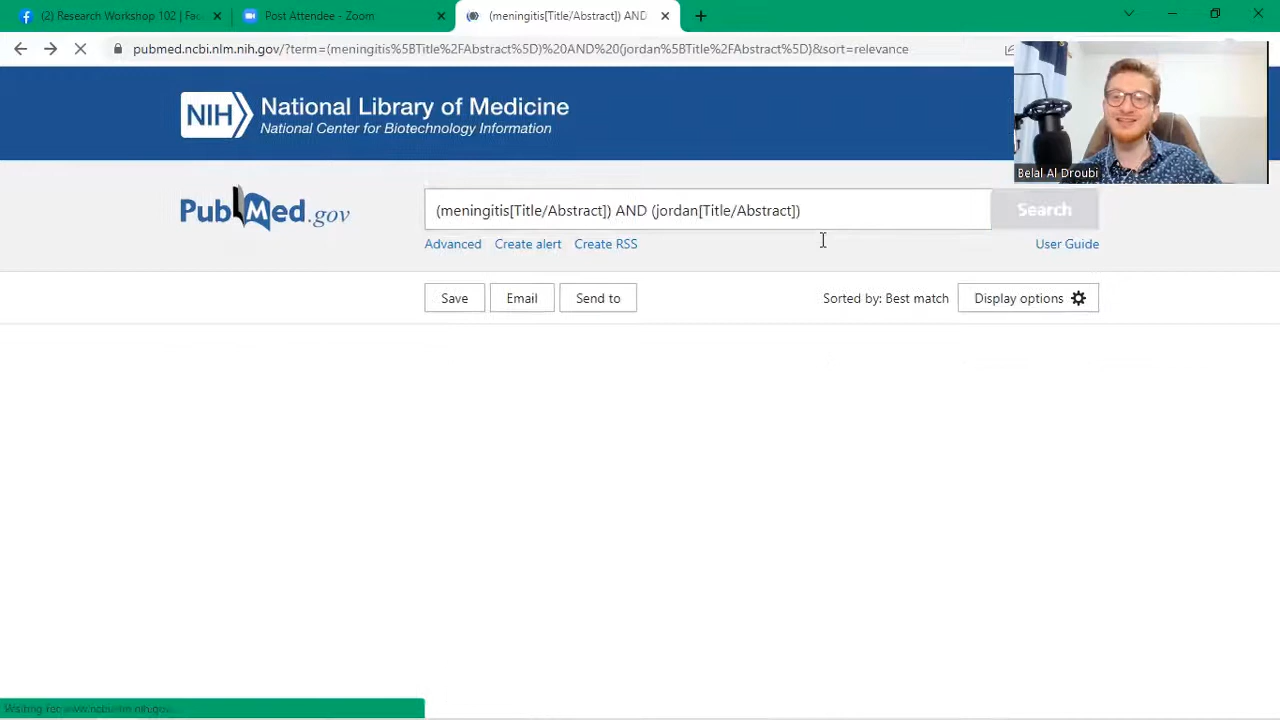 (2) Research Workshop 102 | Fac
Post Attendee - Zoom
(meningitis[Title/Abstract]) AND
pubmed.ncbi.nlm.nih.gov/?term=(meningitis%5BTitle%2FAbstract%5D)%20AND%20(jordan%5BTitle%2FAbstract%5D)&sort=relevance
NIH National Library of Medicine
National Center for Biotechnology Information
Belal Al Droubi
PubMed.gov
(meningitis[Title/Abstract]) AND (jordan[Title/Abstract])
Search
Advanced Create alert Create RSS User Guide
Save Email Send to Sorted by: Best match Display options